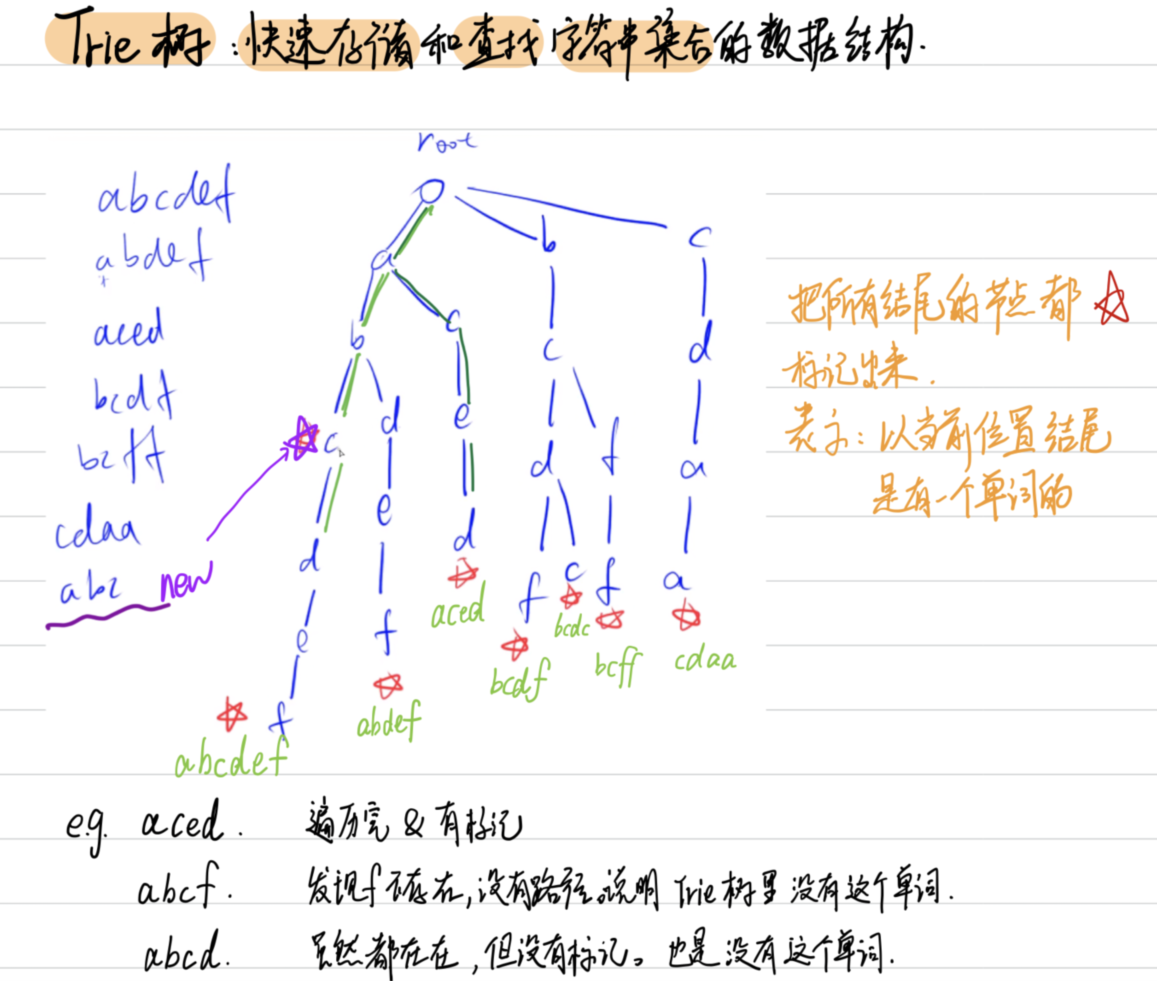 Trie 树：快速存储和查找字符串集合的数据结构.
root
abcdef
abdef
aced
bcdf
bcff
cdaa
abc new
a b c
b c c d
c d e d f a
d e d f c f a
e f
f
aced
bcdc
bcdf
bcff
cdaa
abdef
abcdef
把所有结尾的节点都☆
标记出来.
表示：以当前位置结尾
是有一个单词的
e.g. aced. 遍历完 & 有标记
abcf. 发现f不存在,没有路径。说明 Trie 树里没有这个单词.
abcd. 虽然都在在,但没有标记。也是没有这个单词.